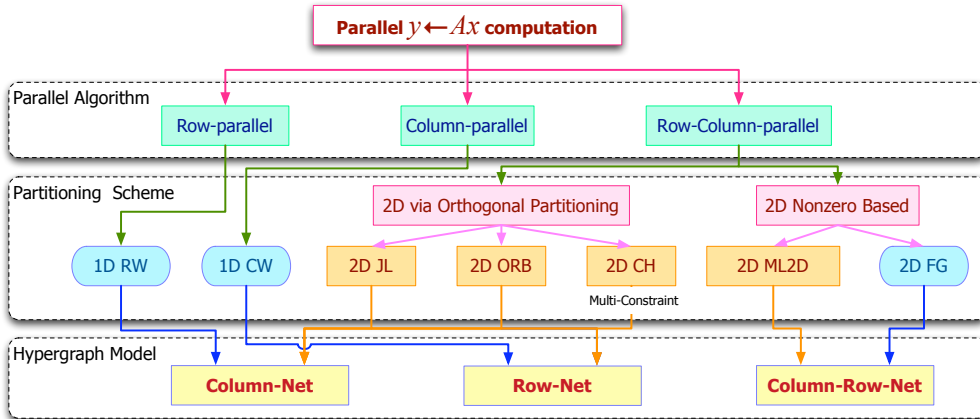 Parallel y ← Ax computation
Parallel Algorithm
Row-parallel
Column-parallel
Row-Column-parallel
Partitioning Scheme
2D via Orthogonal Partitioning
2D Nonzero Based
1D RW
1D CW
2D JL
2D ORB
2D CH
2D ML2D
2D FG
Multi-Constraint
Hypergraph Model
Column-Net
Row-Net
Column-Row-Net